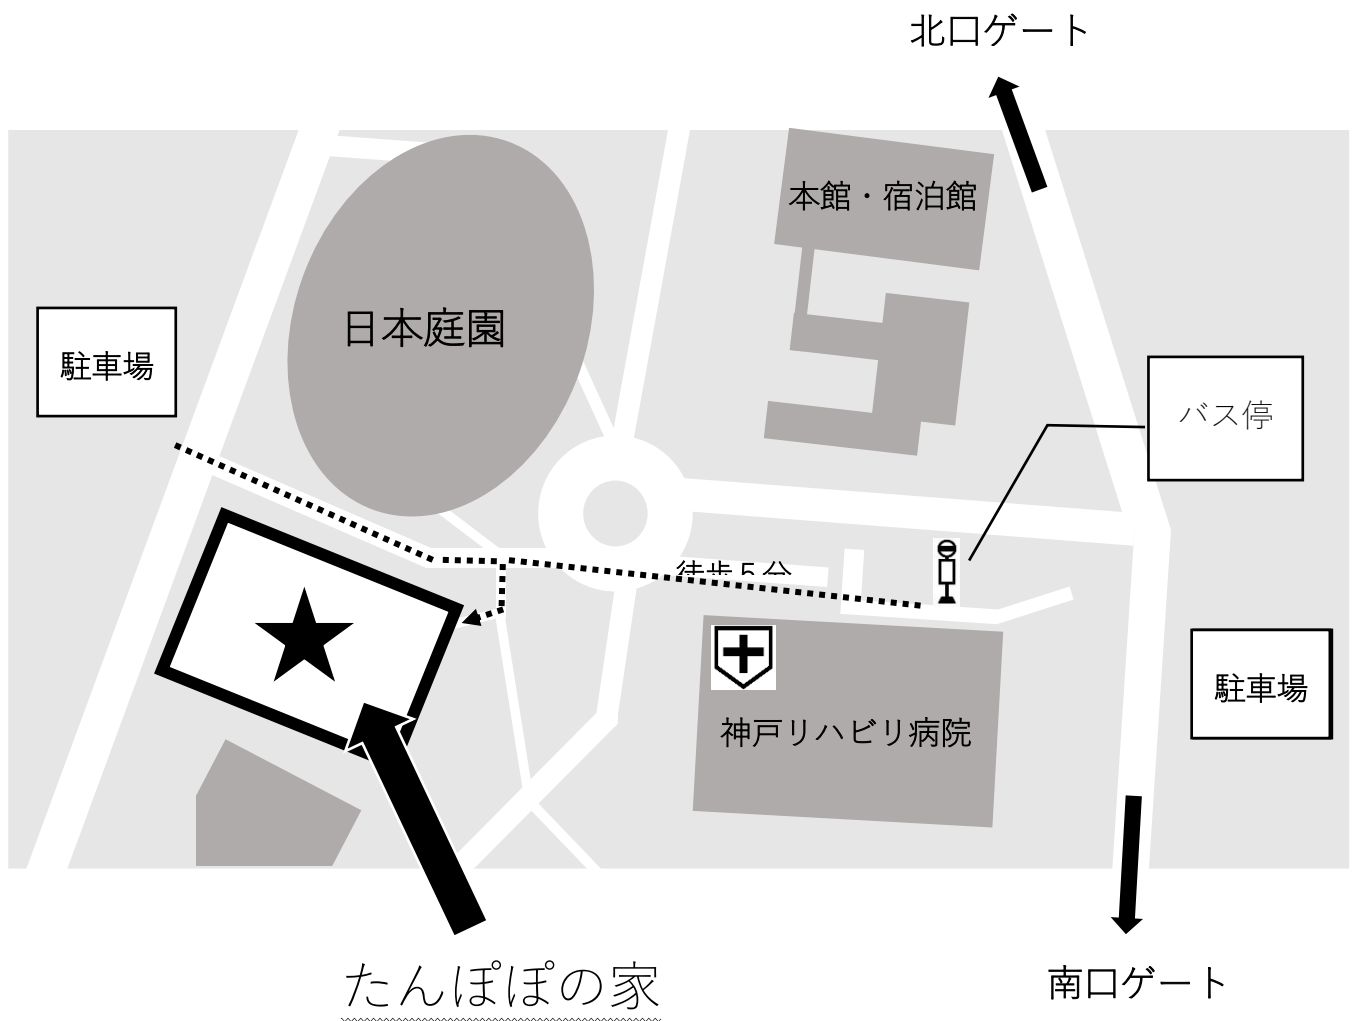 北口ゲート
本館・宿泊館
日本庭園
駐車場
バス停
徒歩５分
駐車場
神戸リハビリ病院
たんぽぽの家
南口ゲート